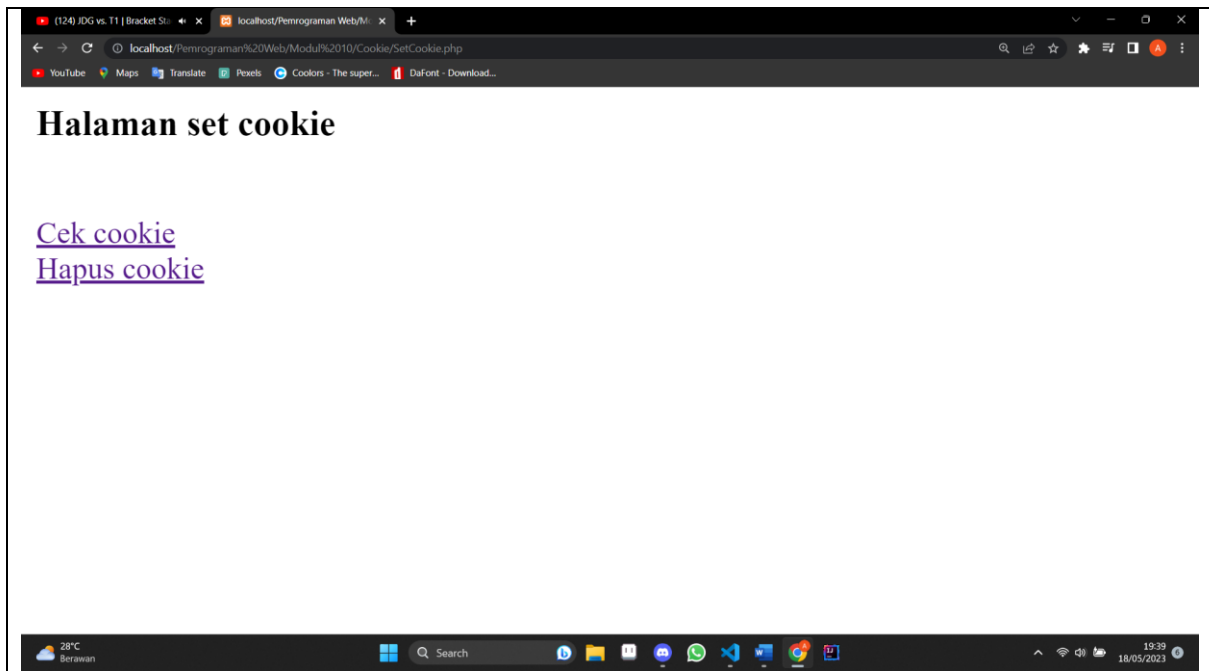 (124) JDG vs. T1 | Bracket Sta
localhost/Pemrograman Web/Mo
localhost/Pemrograman%20Web/Modul%2010/Cookie/SetCookie.php
YouTube Maps Translate Pexels Coolors - The super... DaFont - Download...
Halaman set cookie
Cek cookie
Hapus cookie
28°C
Berawan
Search
19:39
18/05/2023
6